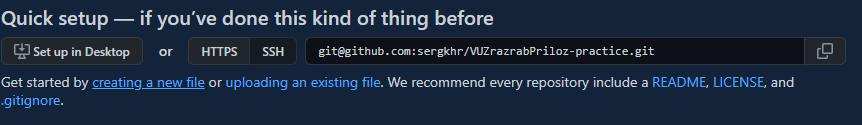 Quick setup — if you’ve done this kind of thing before
Set up in Desktop or HTTPS SSH git@github.com:sergkhr/VUZrazrabPriloz-practice.git
Get started by creating a new file or uploading an existing file. We recommend every repository include a README, LICENSE, and
.gitignore.